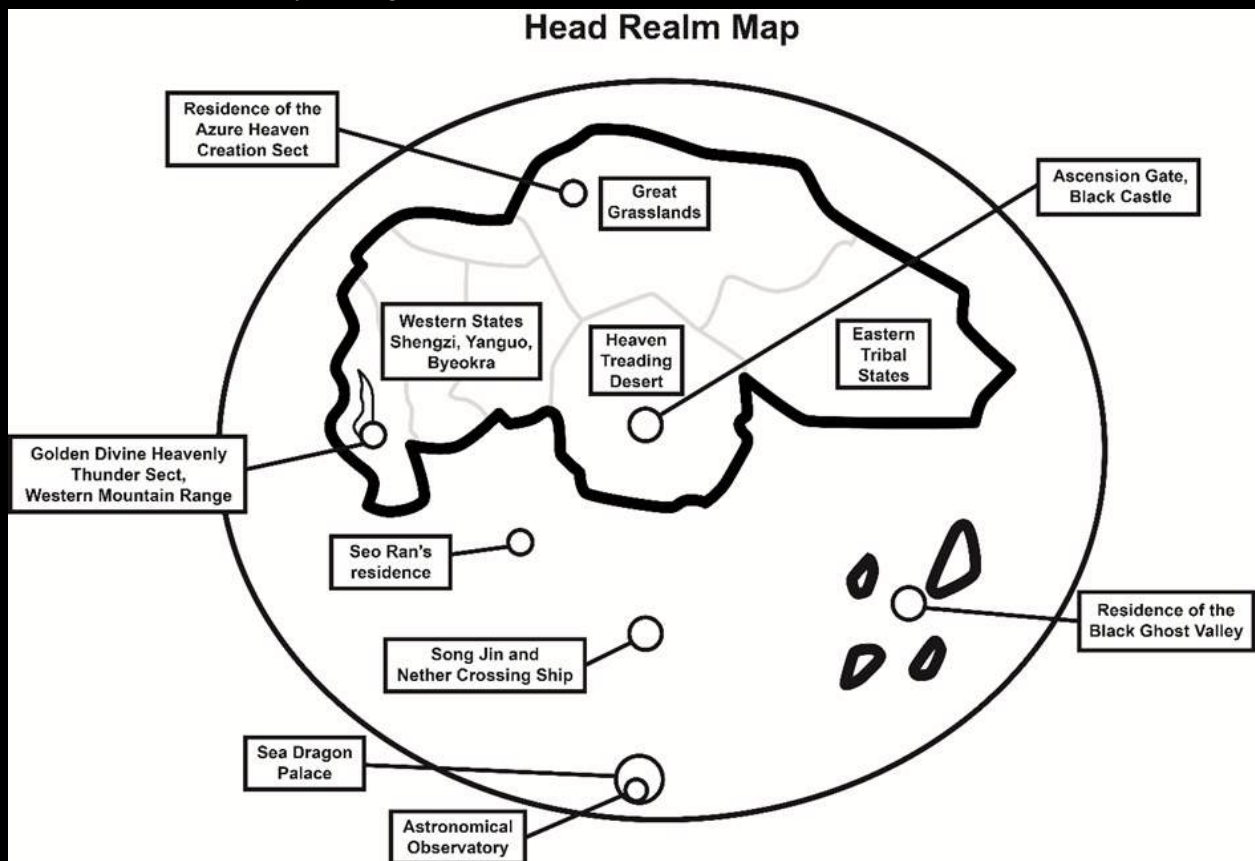 Head Realm Map
Residence of the
Azure Heaven
Creation Sect
Great
Grasslands
Ascension Gate,
Black Castle
Western States
Shengzi, Yanguo,
Byeokra
Heaven
Treading
Desert
Eastern
Tribal
States
Golden Divine Heavenly
Thunder Sect,
Western Mountain Range
Seo Ran's
residence
Residence of the
Black Ghost Valley
Song Jin and
Nether Crossing Ship
Sea Dragon
Palace
Astronomical
Observatory